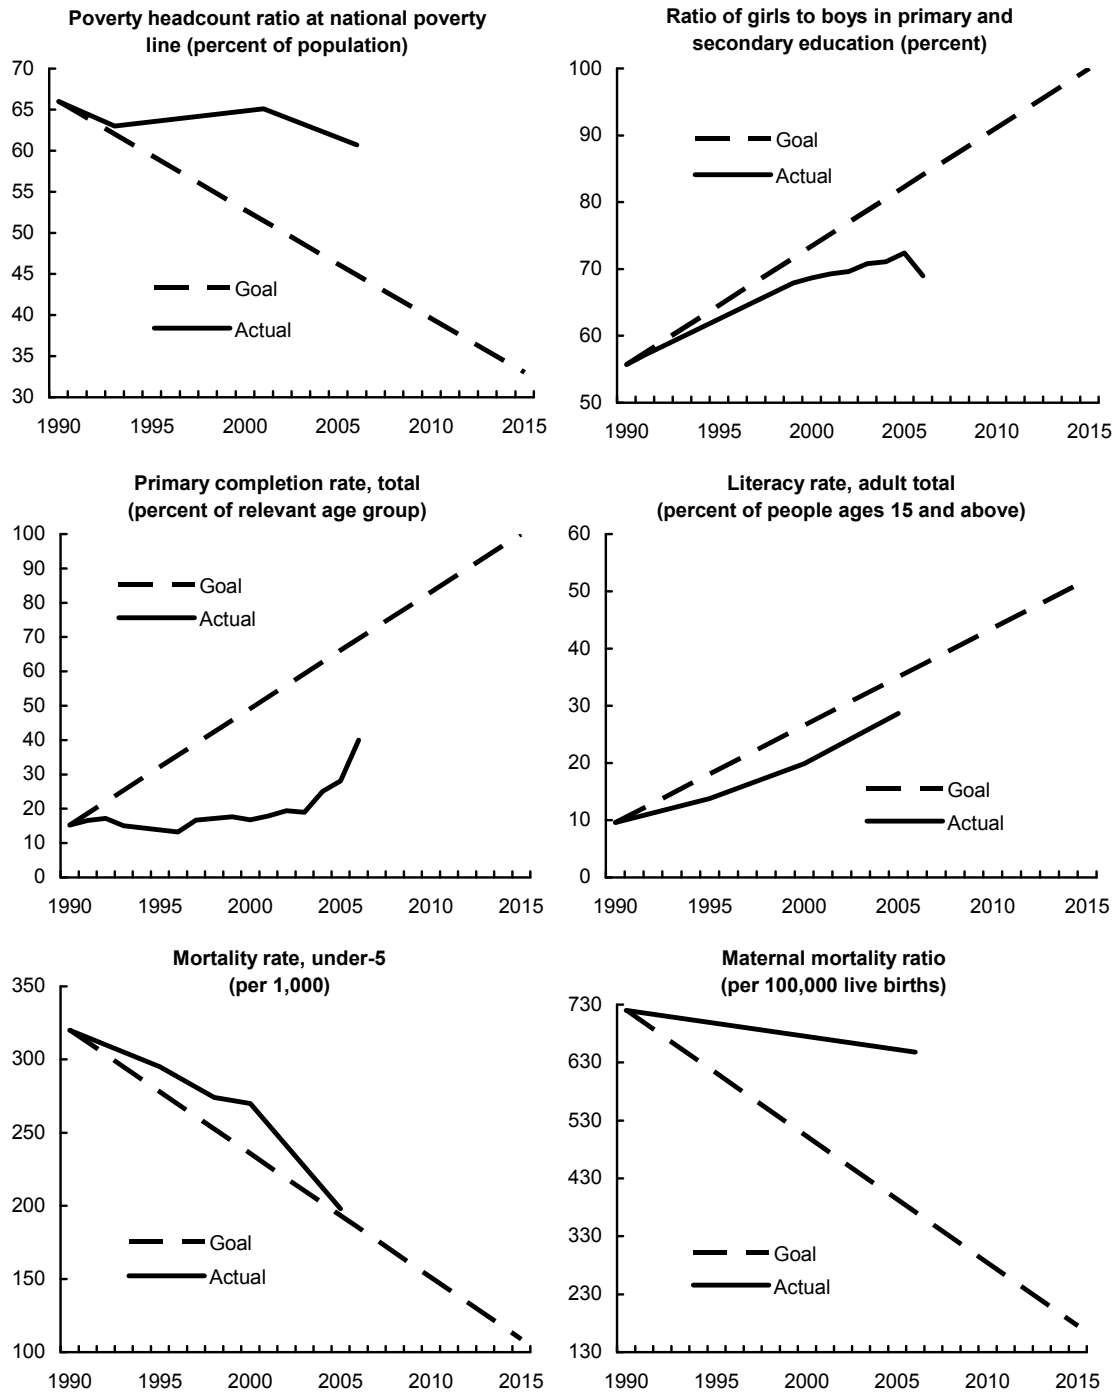 Poverty headcount ratio at national poverty
line (percent of population)
70
65
60
55
50
45
40
35
30
Goal
Actual
1990 1995 2000 2005 2010 2015
Ratio of girls to boys in primary and
secondary education (percent)
100
90
80
70
60
50
Goal
Actual
1990 1995 2000 2005 2010 2015
Primary completion rate, total
(percent of relevant age group)
100
90
80
70
60
50
40
30
20
10
0
Goal
Actual
1990 1995 2000 2005 2010 2015
Literacy rate, adult total
(percent of people ages 15 and above)
60
50
40
30
20
10
0
Goal
Actual
1990 1995 2000 2005 2010 2015
Mortality rate, under-5
(per 1,000)
350
300
250
200
150
100
Goal
Actual
1990 1995 2000 2005 2010 2015
Maternal mortality ratio
(per 100,000 live births)
730
630
530
430
330
230
130
Goal
Actual
1990 1995 2000 2005 2010 2015